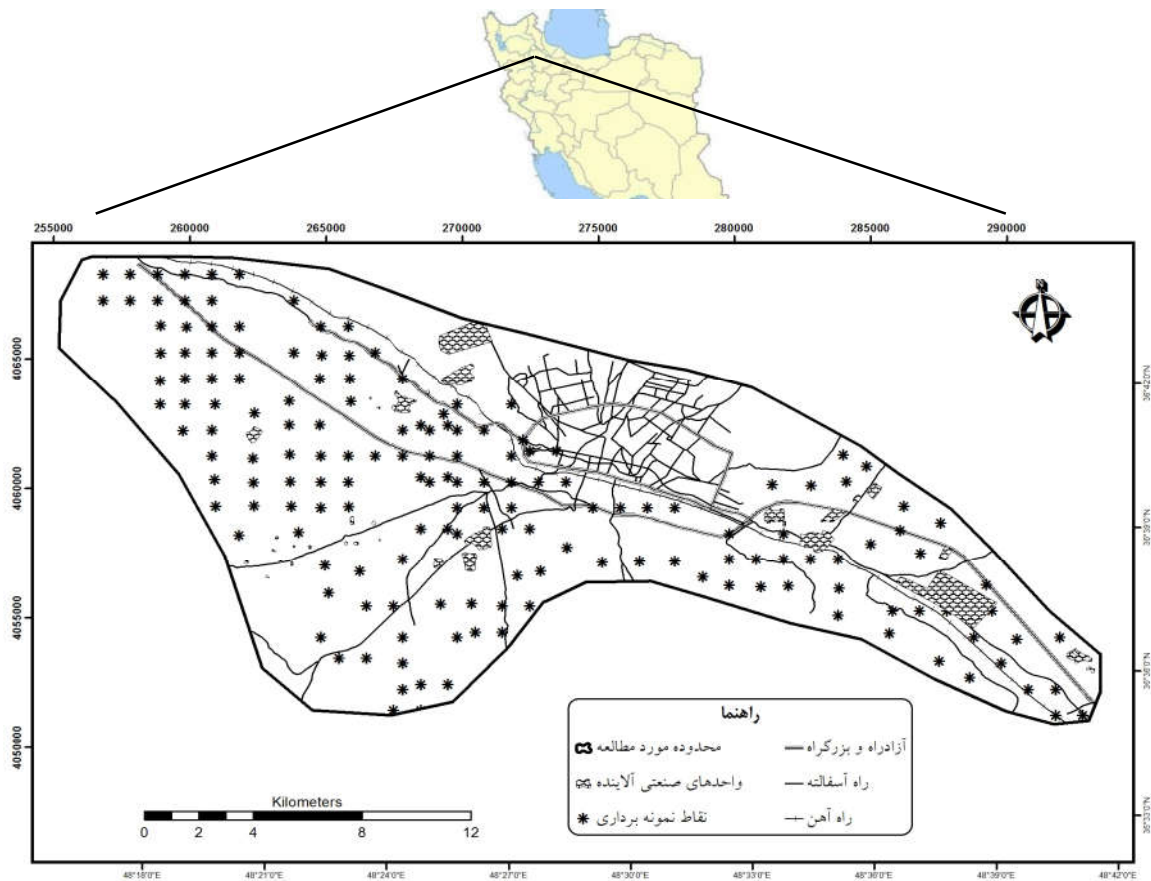 255000 260000 265000 270000 275000 280000 285000 290000
4065000
4060000
4055000
4050000
36°42'0"N
36°39'0"N
36°36'0"N
36°33'0"N
راهنما
محدوده مورد مطالعه
آزادراه و بزرگراه
واحدهای صنعتی آلاینده
راه آسفالته
نقاط نمونه برداری
راه آهن
Kilometers
0 2 4 8 12
48°18'0"E 48°21'0"E 48°24'0"E 48°27'0"E 48°30'0"E 48°33'0"E 48°36'0"E 48°39'0"E 48°42'0"E